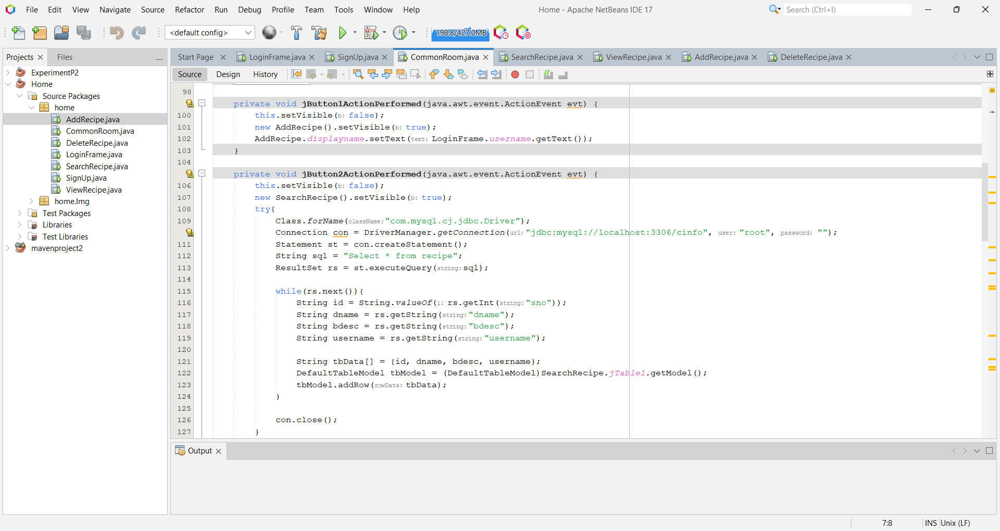 File Edit View Navigate Source Refactor Run Debug Profile Team Tools Window Help Home - Apache NetBeans IDE 17 Search (Ctrl+I)
<default config> 198.8/427.0MB
Projects Files
ExperimentP2
Home
Source Packages
home
AddRecipe.java
CommonRoom.java
DeleteRecipe.java
LoginFrame.java
SearchRecipe.java
SignUp.java
ViewRecipe.java
home.Img
Test Packages
Libraries
Test Libraries
mavenproject2
Start Page LoginFrame.java SignUp.java CommonRoom.java SearchRecipe.java ViewRecipe.java AddRecipe.java DeleteRecipe.java
Source Design History
98
private void jButton1ActionPerformed(java.awt.event.ActionEvent evt) {
100 this.setVisible(b: false);
101 new AddRecipe().setVisible(b: true);
102 AddRecipe.displayname.setText(text: LoginFrame.username.getText());
103 }
104
private void jButton2ActionPerformed(java.awt.event.ActionEvent evt) {
106 this.setVisible(b: false);
107 new SearchRecipe().setVisible(b: true);
108 try{
109 Class.forName(className: "com.mysql.cj.jdbc.Driver");
Connection con = DriverManager.getConnection(url: "jdbc:mysql://localhost:3306/cinfo", user: "root", password: "");
111 Statement st = con.createStatement();
112 String sql = "Select * from recipe";
113 ResultSet rs = st.executeQuery(string: sql);
114
115 while(rs.next()){
116 String id = String.valueOf(i: rs.getInt(string: "sno"));
117 String dname = rs.getString(string: "dname");
118 String bdesc = rs.getString(string: "bdesc");
119 String username = rs.getString(string: "username");
120
121 String tbData[] = {id, dname, bdesc, username};
122 DefaultTableModel tbModel = (DefaultTableModel)SearchRecipe.jTable1.getModel();
123 tbModel.addRow(rowData: tbData);
124 }
125
126 con.close();
127 }
Output
7:8 INS Unix (LF)